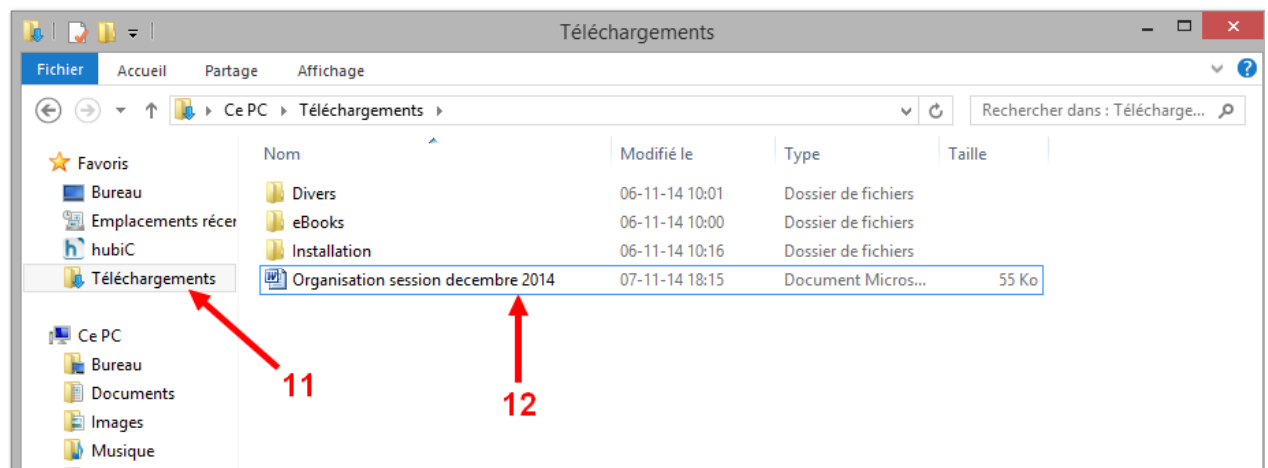 Téléchargements
Fichier Accueil Partage Affichage
Ce PC Téléchargements Rechercher dans : Télécharge...
Nom Modifié le Type Taille
Favoris
Bureau
Emplacements récer
hubiC
Téléchargements
Divers 06-11-14 10:01 Dossier de fichiers
eBooks 06-11-14 10:00 Dossier de fichiers
Installation 06-11-14 10:16 Dossier de fichiers
Organisation session decembre 2014 07-11-14 18:15 Document Micros... 55 Ko
Ce PC
Bureau
Documents
Images
Musique
11
12